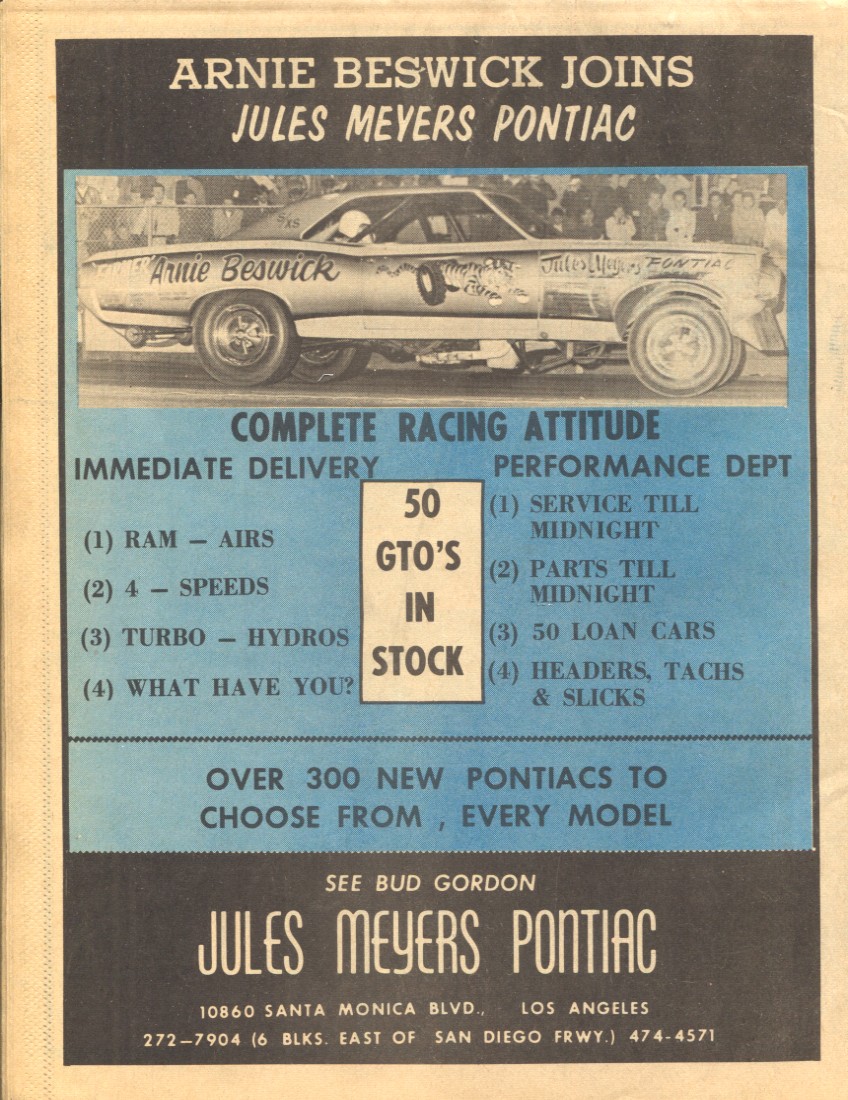 ARNIE BESWICK JOINS
JULES MEYERS PONTIAC
S/XS
FARMER Arnie Beswick
Jules Meyers PONTIAC
COMPLETE RACING ATTITUDE
IMMEDIATE DELIVERY
(1) RAM — AIRS
(2) 4 — SPEEDS
(3) TURBO — HYDROS
(4) WHAT HAVE YOU?
50
GTO'S
IN
STOCK
PERFORMANCE DEPT
(1) SERVICE TILL
MIDNIGHT
(2) PARTS TILL
MIDNIGHT
(3) 50 LOAN CARS
(4) HEADERS, TACHS
& SLICKS
OVER 300 NEW PONTIACS TO
CHOOSE FROM , EVERY MODEL
SEE BUD GORDON
JULES MEYERS PONTIAC
10860 SANTA MONICA BLVD., LOS ANGELES
272—7904 (6 BLKS. EAST OF SAN DIEGO FRWY.) 474-4571